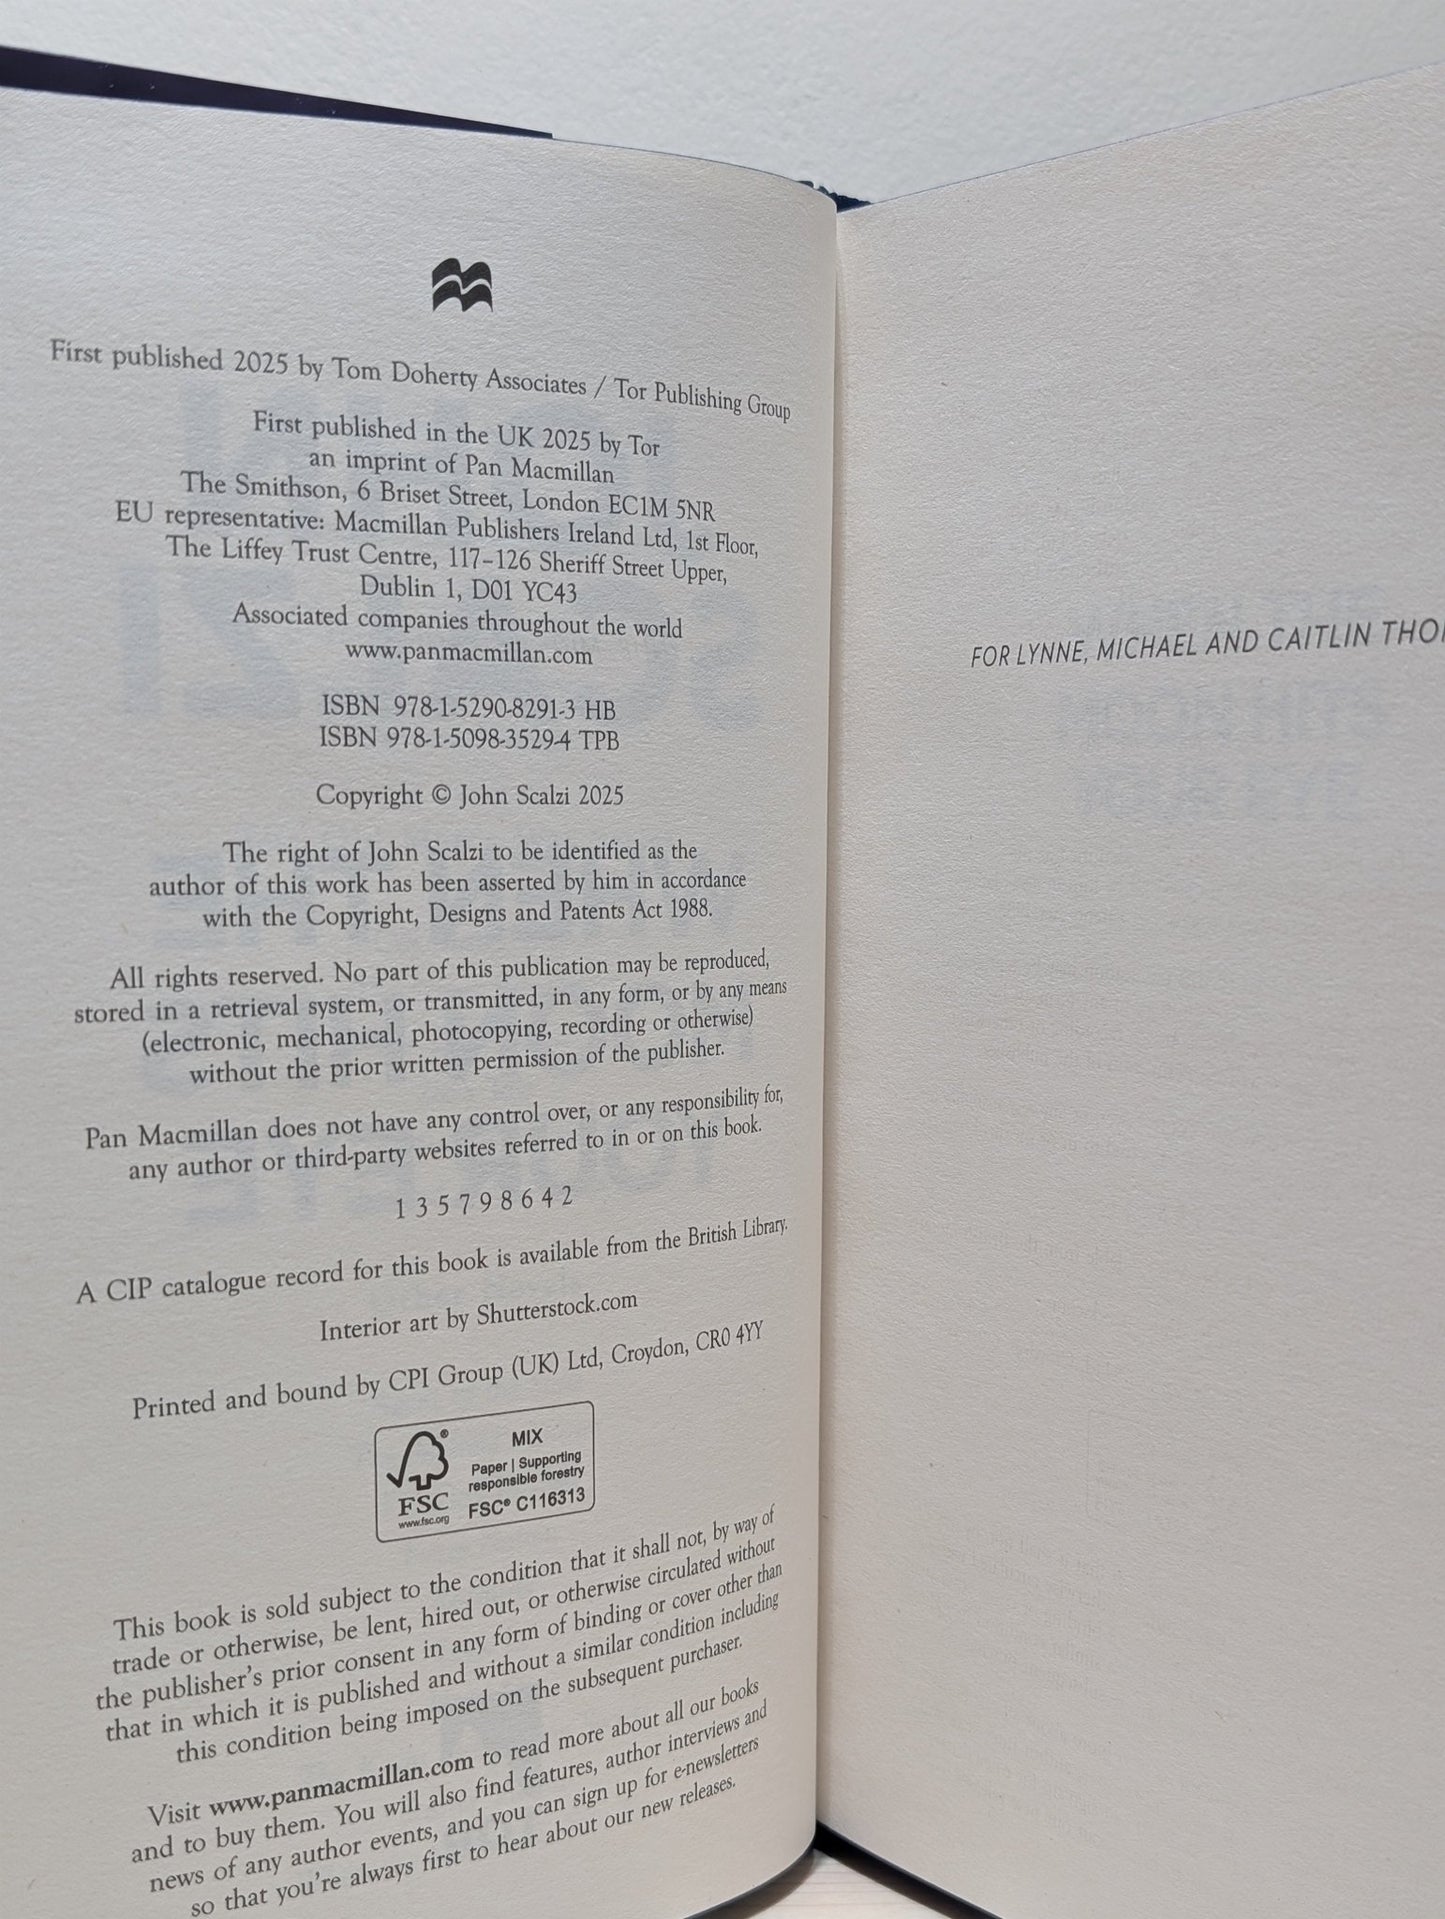 First published 2025 by Tom Doherty Associates / Tor Publishing Group
First published in the UK 2025 by Tor
an imprint of Pan Macmillan
The Smithson, 6 Briset Street, London EC1M 5NR
EU representative: Macmillan Publishers Ireland Ltd, 1st Floor,
The Liffey Trust Centre, 117–126 Sheriff Street Upper,
Dublin 1, D01 YC43
Associated companies throughout the world
www.panmacmillan.com
ISBN 978-1-5290-8291-3 HB
ISBN 978-1-5098-3529-4 TPB
Copyright © John Scalzi 2025
The right of John Scalzi to be identified as the
author of this work has been asserted by him in accordance
with the Copyright, Designs and Patents Act 1988.
All rights reserved. No part of this publication may be reproduced,
stored in a retrieval system, or transmitted, in any form, or by any means
(electronic, mechanical, photocopying, recording or otherwise)
without the prior written permission of the publisher.
Pan Macmillan does not have any control over, or any responsibility for,
any author or third-party websites referred to in or on this book.
1 3 5 7 9 8 6 4 2
A CIP catalogue record for this book is available from the British Library.
Interior art by Shutterstock.com
Printed and bound by CPI Group (UK) Ltd, Croydon, CR0 4YY
MIX
Paper | Supporting
responsible forestry
FSC® C116313
FSC
www.fsc.org
This book is sold subject to the condition that it shall not, by way of
trade or otherwise, be lent, hired out, or otherwise circulated without
the publisher's prior consent in any form of binding or cover other than
that in which it is published and without a similar condition including
this condition being imposed on the subsequent purchaser.
Visit www.panmacmillan.com to read more about all our books
and to buy them. You will also find features, author interviews and
news of any author events, and you can sign up for e-newsletters
so that you're always first to hear about our new releases.
FOR LYNNE, MICHAEL AND CAITLIN